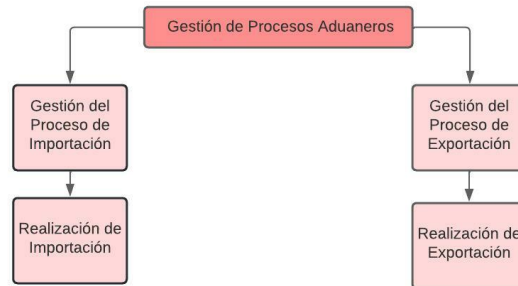 Gestión de Procesos Aduaneros
Gestión del
Proceso de
Importación
Gestión del
Proceso de
Exportación
Realización de
Importación
Realización de
Exportación